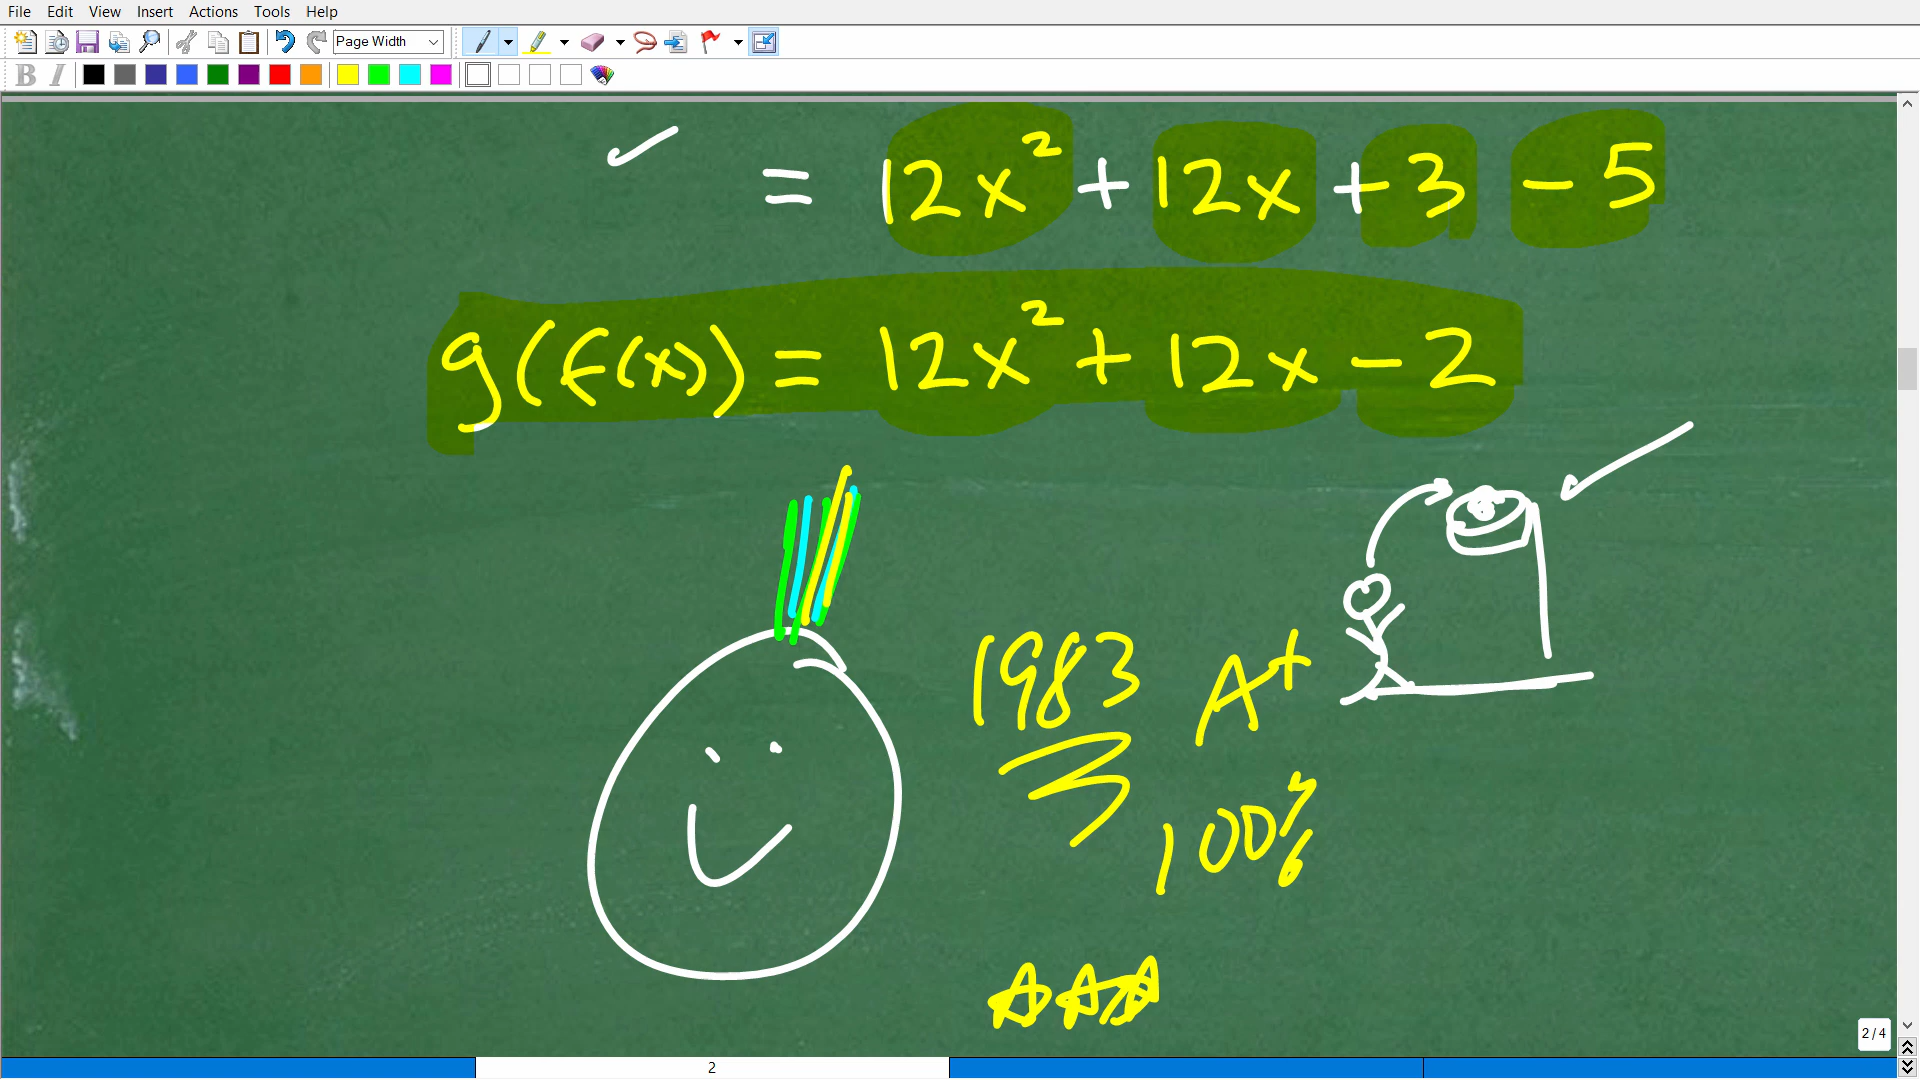 File Edit View Insert Actions Tools Help
Page Width
B I
= 12x² + 12x + 3 - 5
g(f(x)) = 12x² + 12x - 2
1983 A+
100%
2 / 4
2